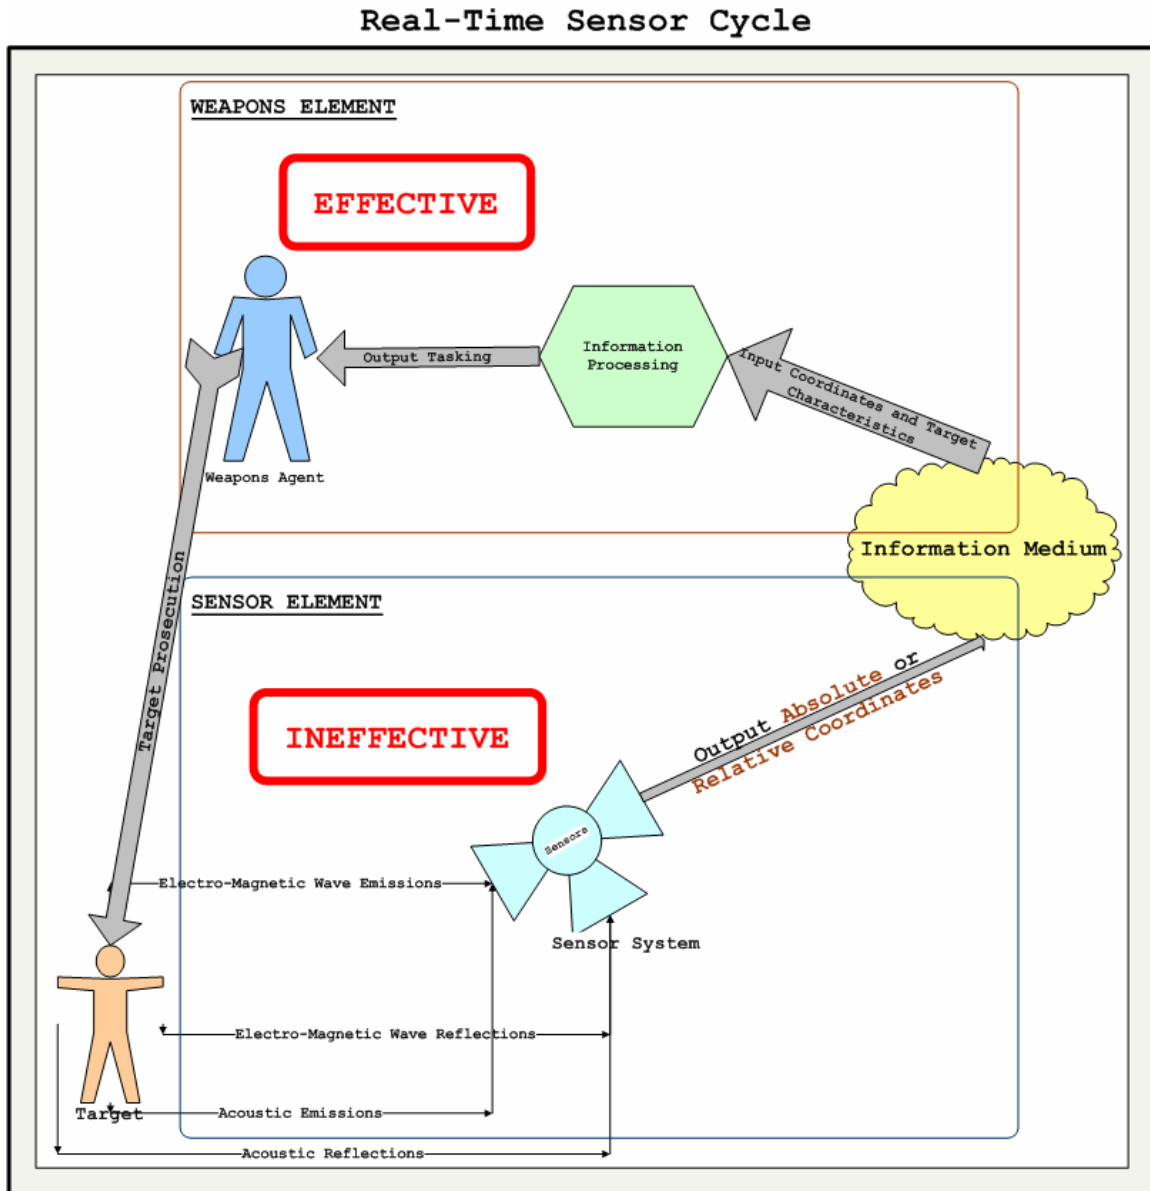 Real-Time Sensor Cycle
WEAPONS ELEMENT
EFFECTIVE
Output Tasking
Information
Processing
Input Coordinates and Target
Characteristics
Weapons Agent
Information Medium
Target Prosecution
SENSOR ELEMENT
INEFFECTIVE
Output Absolute or
Relative Coordinates
Sensors
Electro-Magnetic Wave Emissions
Sensor System
Electro-Magnetic Wave Reflections
Target
Acoustic Emissions
Acoustic Reflections